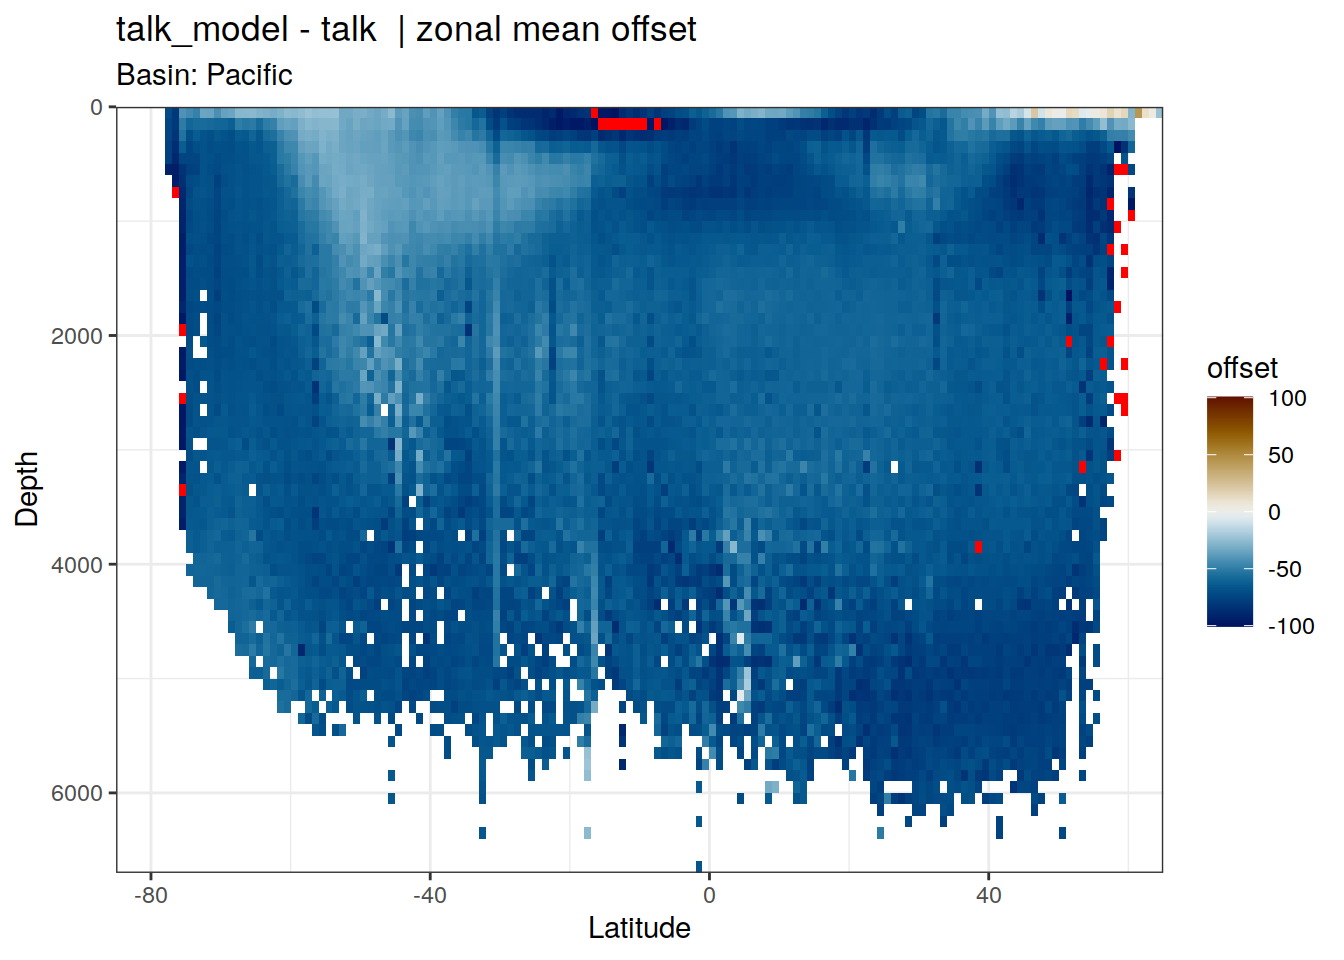 talk_model - talk  | zonal mean offset
Basin: Pacific
0
2000
4000
6000
Depth
-80
-40
0
40
Latitude
offset
100
50
0
-50
-100